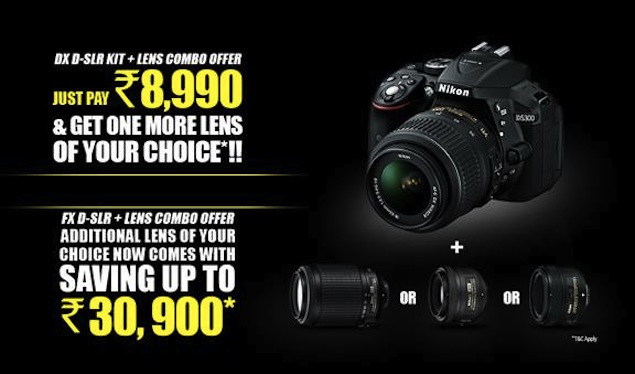 DX D-SLR KIT + LENS COMBO OFFER
JUST PAY ₹8,990
& GET ONE MORE LENS
OF YOUR CHOICE*!!
FX D-SLR + LENS COMBO OFFER
ADDITIONAL LENS OF YOUR
CHOICE NOW COMES WITH
SAVING UP TO
₹30,900*
Nikon
D5300
+
OR
OR
*T&C Apply